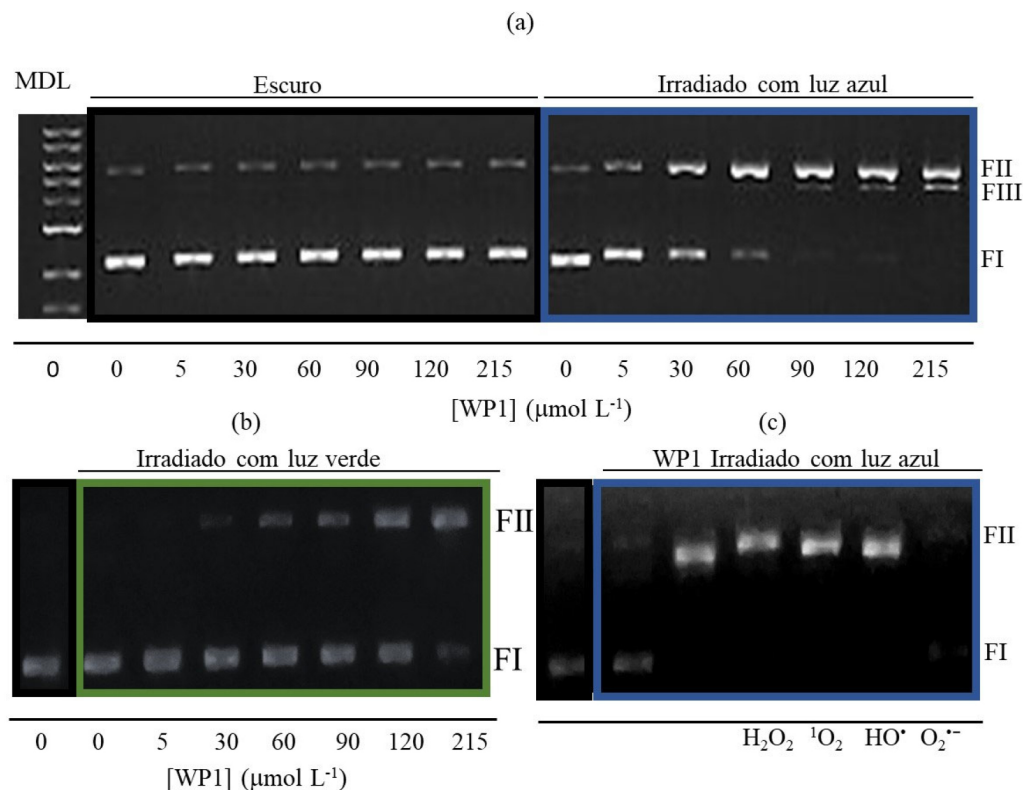 (a)
MDL
Escuro
Irradiado com luz azul
FII
FIII
FI
0 0 5 30 60 90 120 215 0 5 30 60 90 120 215
[WP1] (μmol L⁻¹)
(b)
(c)
Irradiado com luz verde
WP1 Irradiado com luz azul
FII
FI
FII
FI
0 0 5 30 60 90 120 215
[WP1] (μmol L⁻¹)
H₂O₂ ¹O₂ HO• O₂•−